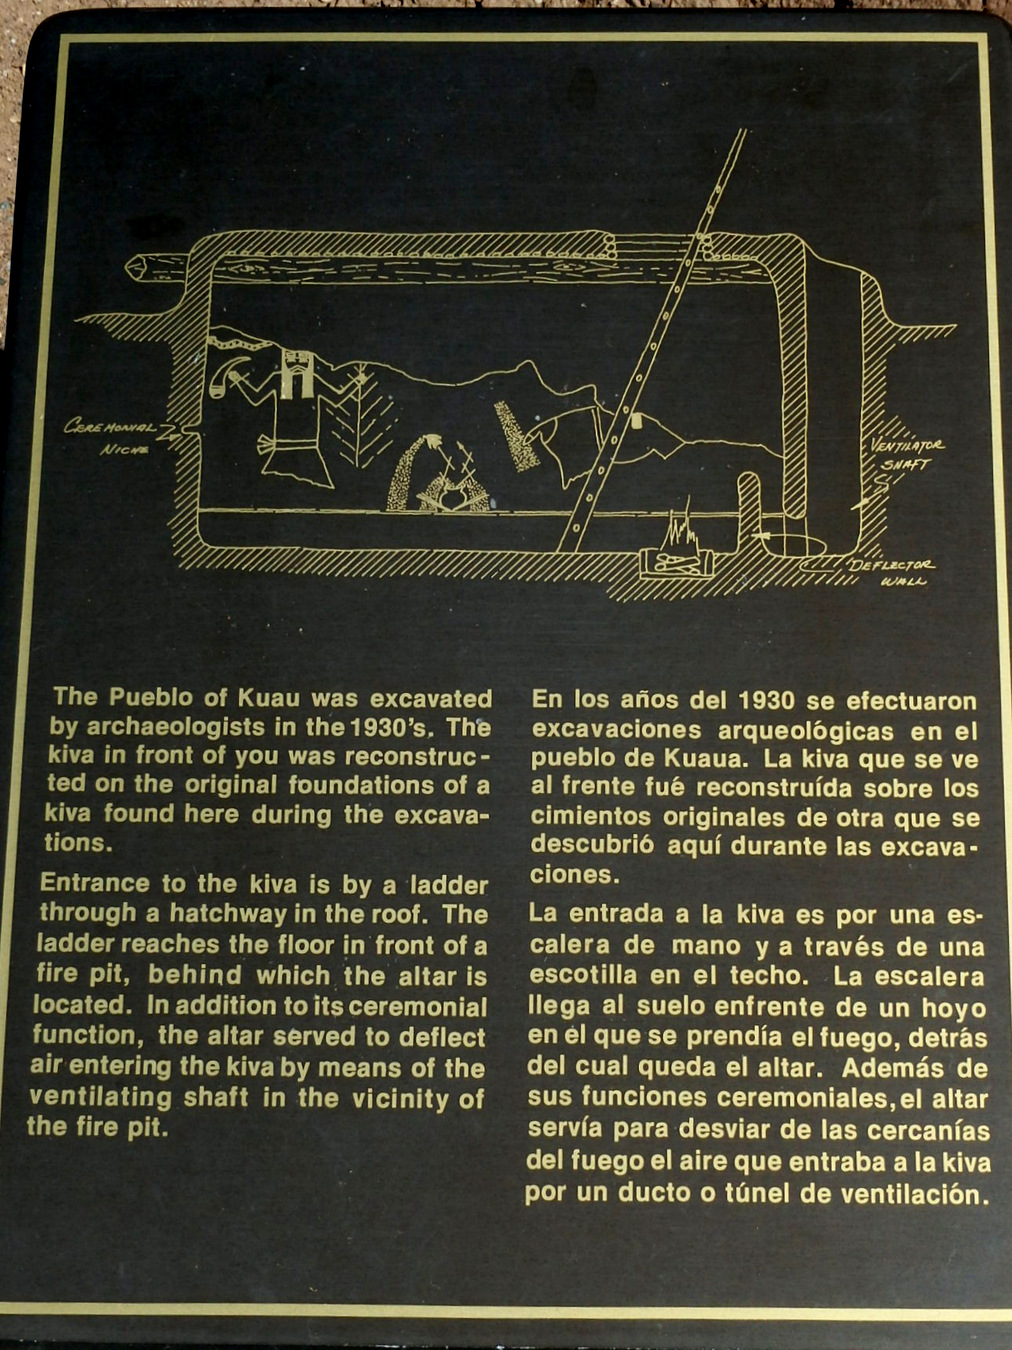 CEREMONIAL
NICHE
VENTILATOR
SHAFT
DEFLECTOR
WALL
The Pueblo of Kuau was excavated
by archaeologists in the 1930's. The
kiva in front of you was reconstruc-
ted on the original foundations of a
kiva found here during the excava-
tions.
Entrance to the kiva is by a ladder
through a hatchway in the roof. The
ladder reaches the floor in front of a
fire pit, behind which the altar is
located. In addition to its ceremonial
function, the altar served to deflect
air entering the kiva by means of the
ventilating shaft in the vicinity of
the fire pit.
En los años del 1930 se efectuaron
excavaciones arqueológicas en el
pueblo de Kuaua. La kiva que se ve
al frente fué reconstruída sobre los
cimientos originales de otra que se
descubrió aquí durante las excava-
ciones.
La entrada a la kiva es por una es-
calera de mano y a través de una
escotilla en el techo. La escalera
llega al suelo enfrente de un hoyo
en el que se prendía el fuego, detrás
del cual queda el altar. Además de
sus funciones ceremoniales, el altar
servía para desviar de las cercanías
del fuego el aire que entraba a la kiva
por un ducto o túnel de ventilación.